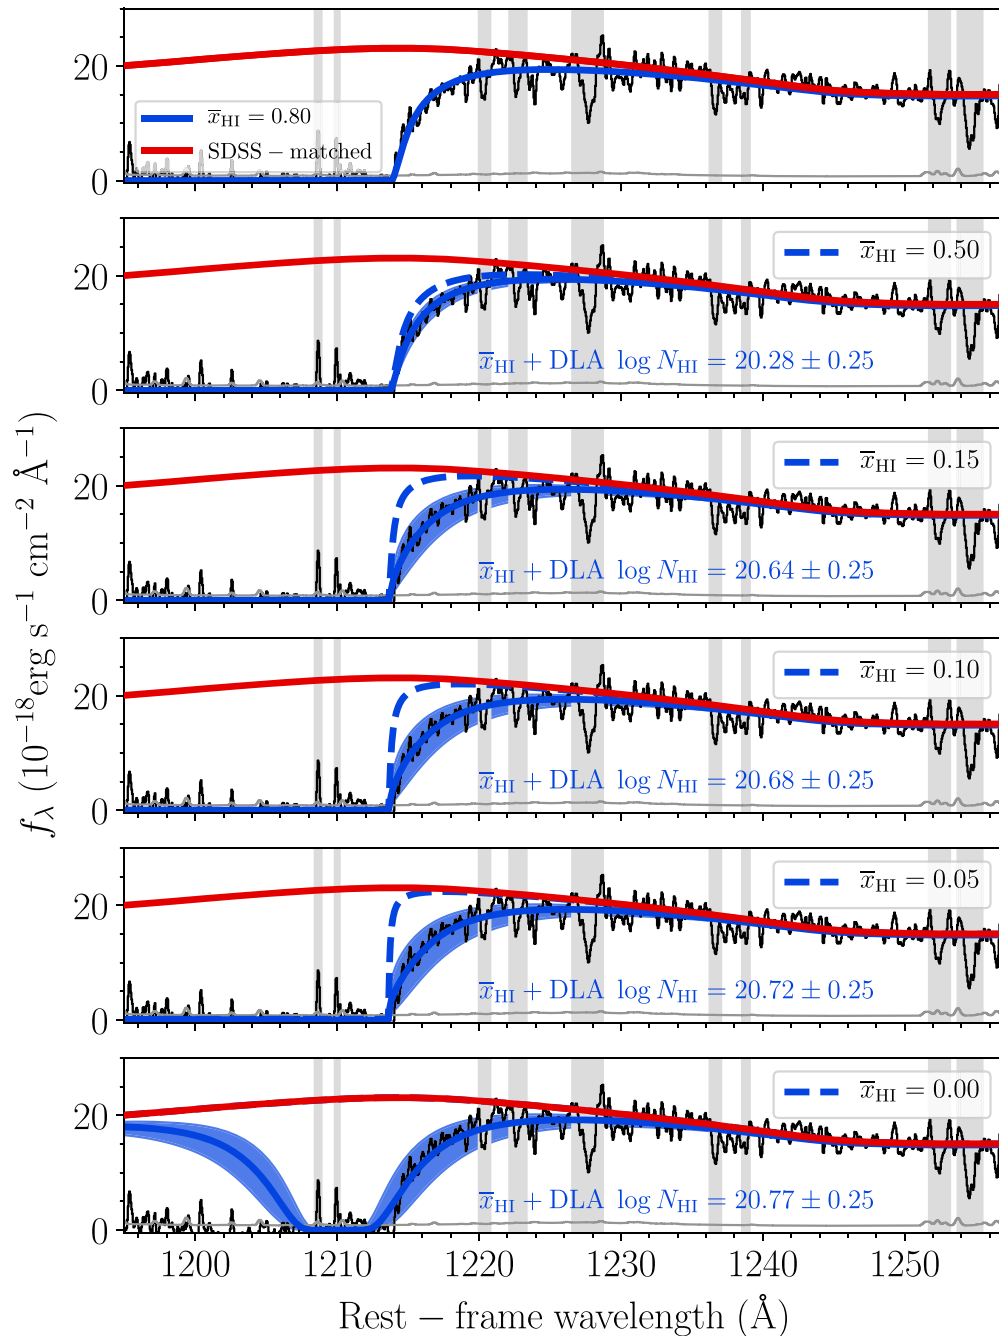 20
0
x̅HI = 0.80
SDSS − matched
20
0
x̅HI = 0.50
x̅HI + DLA log NHI = 20.28 ± 0.25
20
0
x̅HI = 0.15
x̅HI + DLA log NHI = 20.64 ± 0.25
20
0
x̅HI = 0.10
x̅HI + DLA log NHI = 20.68 ± 0.25
20
0
x̅HI = 0.05
x̅HI + DLA log NHI = 20.72 ± 0.25
20
0
x̅HI = 0.00
x̅HI + DLA log NHI = 20.77 ± 0.25
fλ (10⁻¹⁸erg s⁻¹ cm⁻² Å⁻¹)
1200 1210 1220 1230 1240 1250
Rest − frame wavelength (Å)